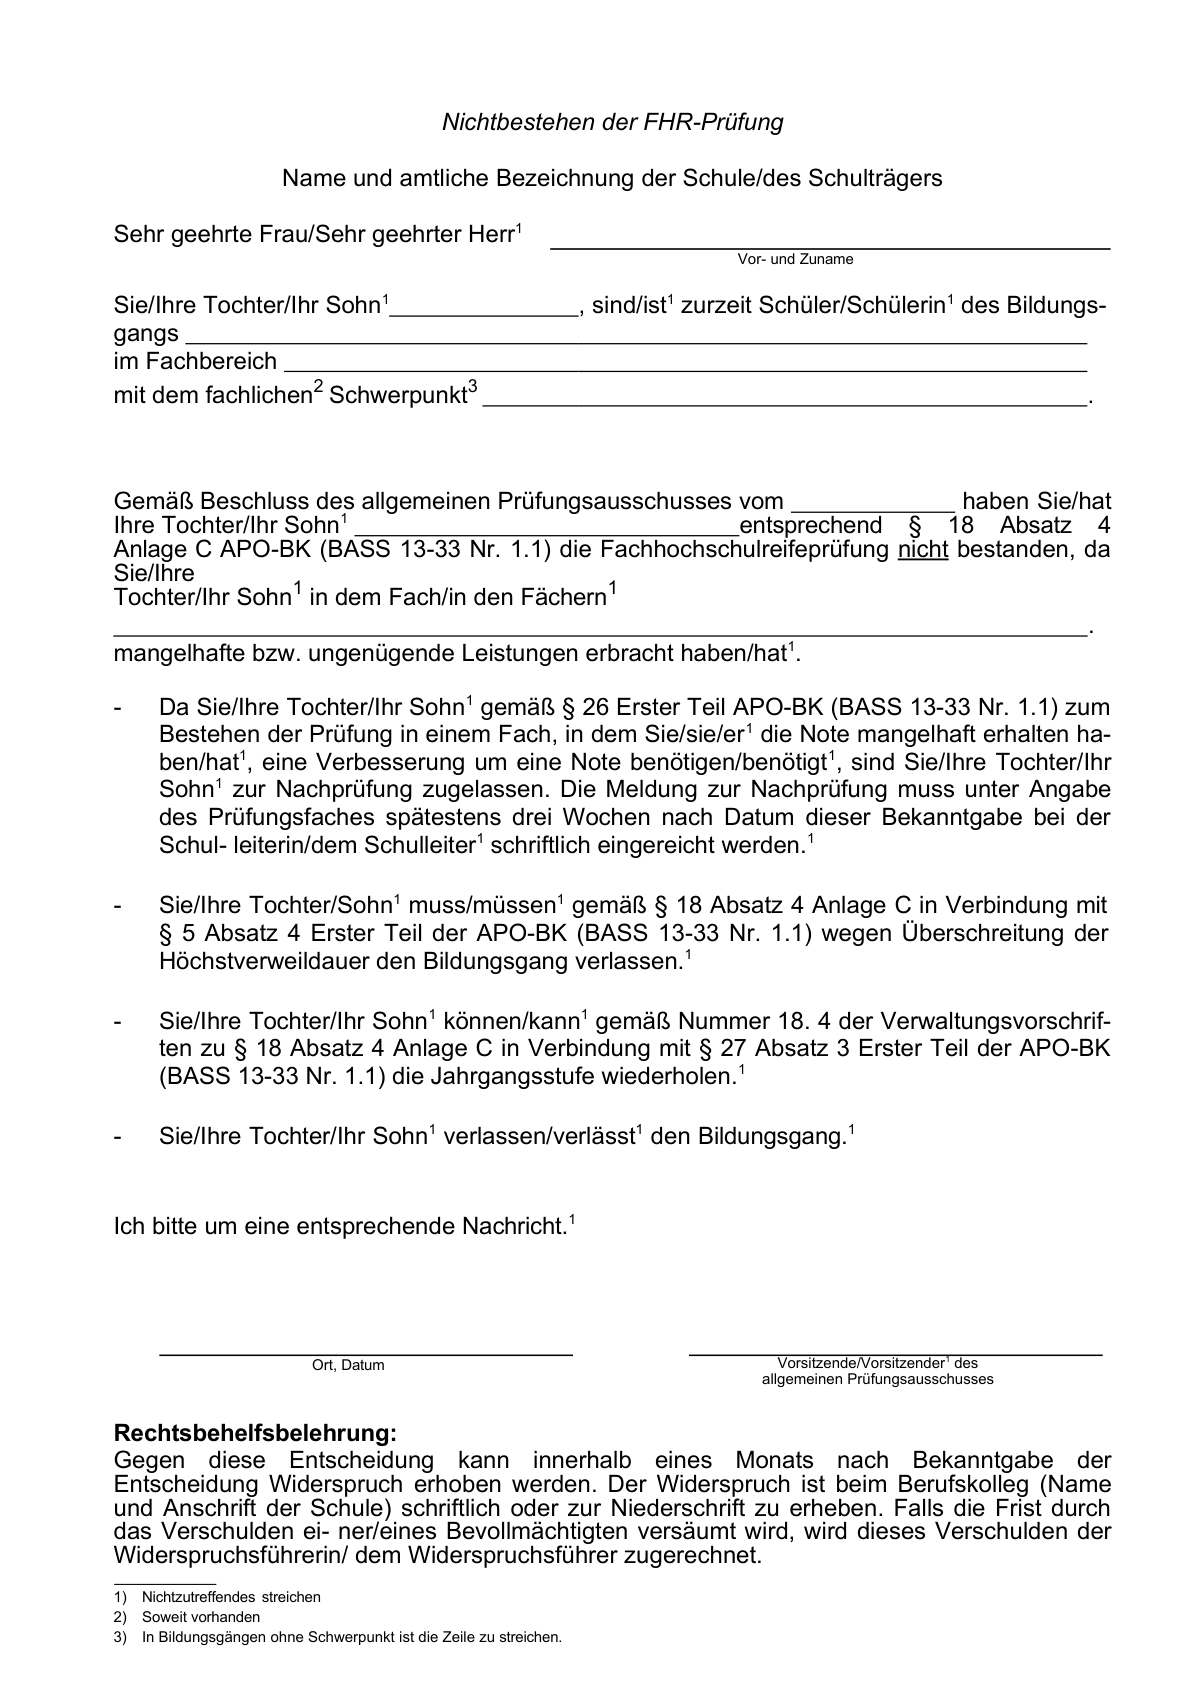 Nichtbestehen der FHR-Prüfung
Name und amtliche Bezeichnung der Schule/des Schulträgers
Sehr geehrte Frau/Sehr geehrter Herr1
Vor- und Zuname
Sie/Ihre Tochter/Ihr Sohn1______________, sind/ist1 zurzeit Schüler/Schülerin1 des Bildungs-
gangs
im Fachbereich
mit dem fachlichen2 Schwerpunkt3 ______________.
Gemäß Beschluss des allgemeinen Prüfungsausschusses vom ____________ haben Sie/hat
Ihre Tochter/Ihr Sohn1____________________________entsprechend § 18 Absatz 4
Anlage C APO-BK (BASS 13-33 Nr. 1.1) die Fachhochschulreifeprüfung nicht bestanden, da
Sie/Ihre
Tochter/Ihr Sohn1 in dem Fach/in den Fächern1
______________.
mangelhafte bzw. ungenügende Leistungen erbracht haben/hat1.
- Da Sie/Ihre Tochter/Ihr Sohn1 gemäß § 26 Erster Teil APO-BK (BASS 13-33 Nr. 1.1) zum
Bestehen der Prüfung in einem Fach, in dem Sie/sie/er1 die Note mangelhaft erhalten ha-
ben/hat1, eine Verbesserung um eine Note benötigen/benötigt1, sind Sie/Ihre Tochter/Ihr
Sohn1 zur Nachprüfung zugelassen. Die Meldung zur Nachprüfung muss unter Angabe
des Prüfungsfaches spätestens drei Wochen nach Datum dieser Bekanntgabe bei der
Schul- leiterin/dem Schulleiter1 schriftlich eingereicht werden.1
- Sie/Ihre Tochter/Sohn1 muss/müssen1 gemäß § 18 Absatz 4 Anlage C in Verbindung mit
§ 5 Absatz 4 Erster Teil der APO-BK (BASS 13-33 Nr. 1.1) wegen Überschreitung der
Höchstverweildauer den Bildungsgang verlassen.1
- Sie/Ihre Tochter/Ihr Sohn1 können/kann1 gemäß Nummer 18. 4 der Verwaltungsvorschrif-
ten zu § 18 Absatz 4 Anlage C in Verbindung mit § 27 Absatz 3 Erster Teil der APO-BK
(BASS 13-33 Nr. 1.1) die Jahrgangsstufe wiederholen.1
- Sie/Ihre Tochter/Ihr Sohn1 verlassen/verlässt1 den Bildungsgang.1
Ich bitte um eine entsprechende Nachricht.1
Ort, Datum
Vorsitzende/Vorsitzender1 des
allgemeinen Prüfungsausschusses
Rechtsbehelfsbelehrung:
Gegen diese Entscheidung kann innerhalb eines Monats nach Bekanntgabe der
Entscheidung Widerspruch erhoben werden. Der Widerspruch ist beim Berufskolleg (Name
und Anschrift der Schule) schriftlich oder zur Niederschrift zu erheben. Falls die Frist durch
das Verschulden ei- ner/eines Bevollmächtigten versäumt wird, wird dieses Verschulden der
Widerspruchsführerin/ dem Widerspruchsführer zugerechnet.
1) Nichtzutreffendes streichen
2) Soweit vorhanden
3) In Bildungsgängen ohne Schwerpunkt ist die Zeile zu streichen.